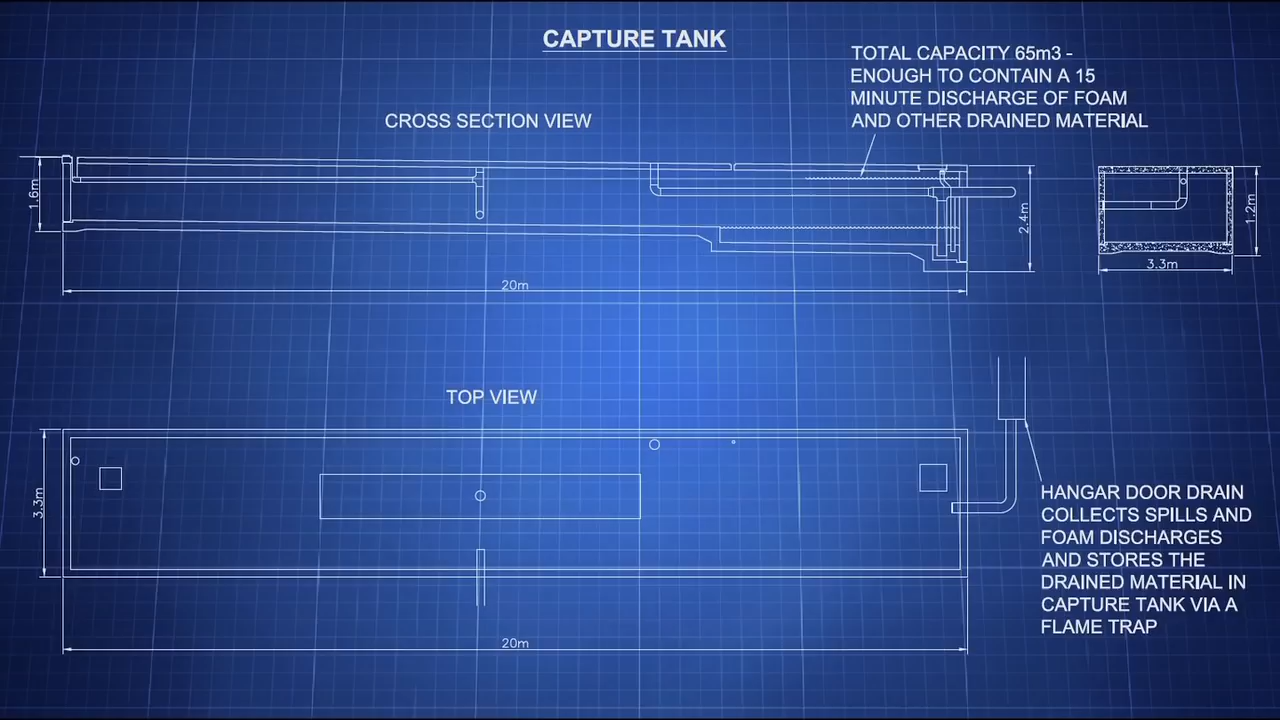 CAPTURE TANK
TOTAL CAPACITY 65m3 -
ENOUGH TO CONTAIN A 15
MINUTE DISCHARGE OF FOAM
AND OTHER DRAINED MATERIAL
CROSS SECTION VIEW
1.6m
2.4m
1.2m
3.3m
20m
TOP VIEW
3.3m
HANGAR DOOR DRAIN
COLLECTS SPILLS AND
FOAM DISCHARGES
AND STORES THE
DRAINED MATERIAL IN
CAPTURE TANK VIA A
FLAME TRAP
20m